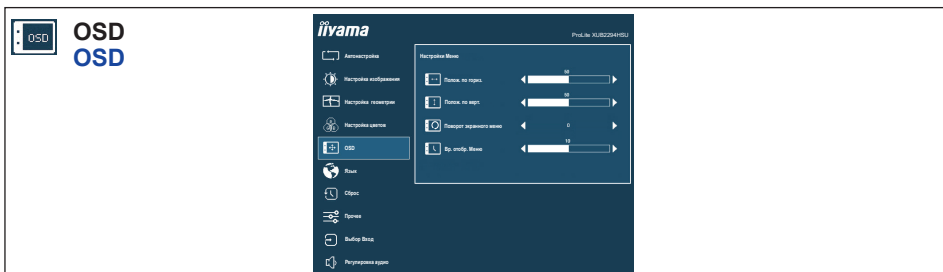 OSD
OSD
OSD
iiyama
ProLite XUB2294HSU
Автонастройка
Настройка изображения
Настройка геометрии
Настройка цветов
OSD
Язык
Сброс
Прочее
Выбор Вход
Регулировка аудио
Настройки Меню
Полож. по гориз.
50
Полож. по верт.
50
Поворот экранного меню
0
Вр. отобр. Меню
10